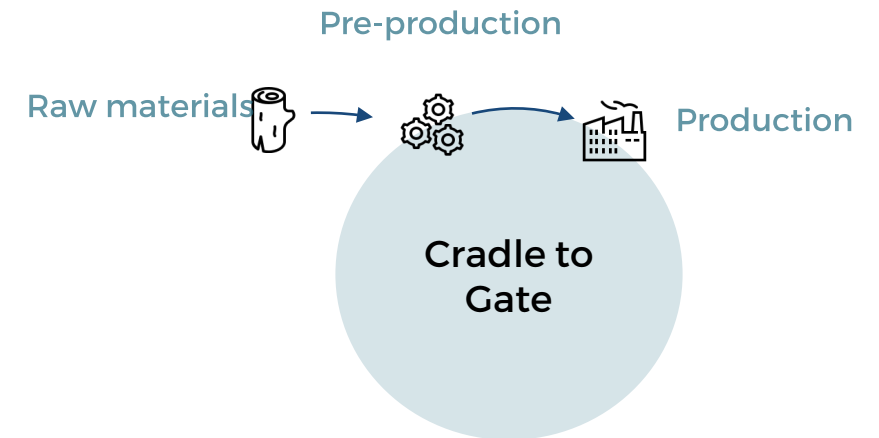 Pre-production
Raw materials
Production
Cradle to
Gate